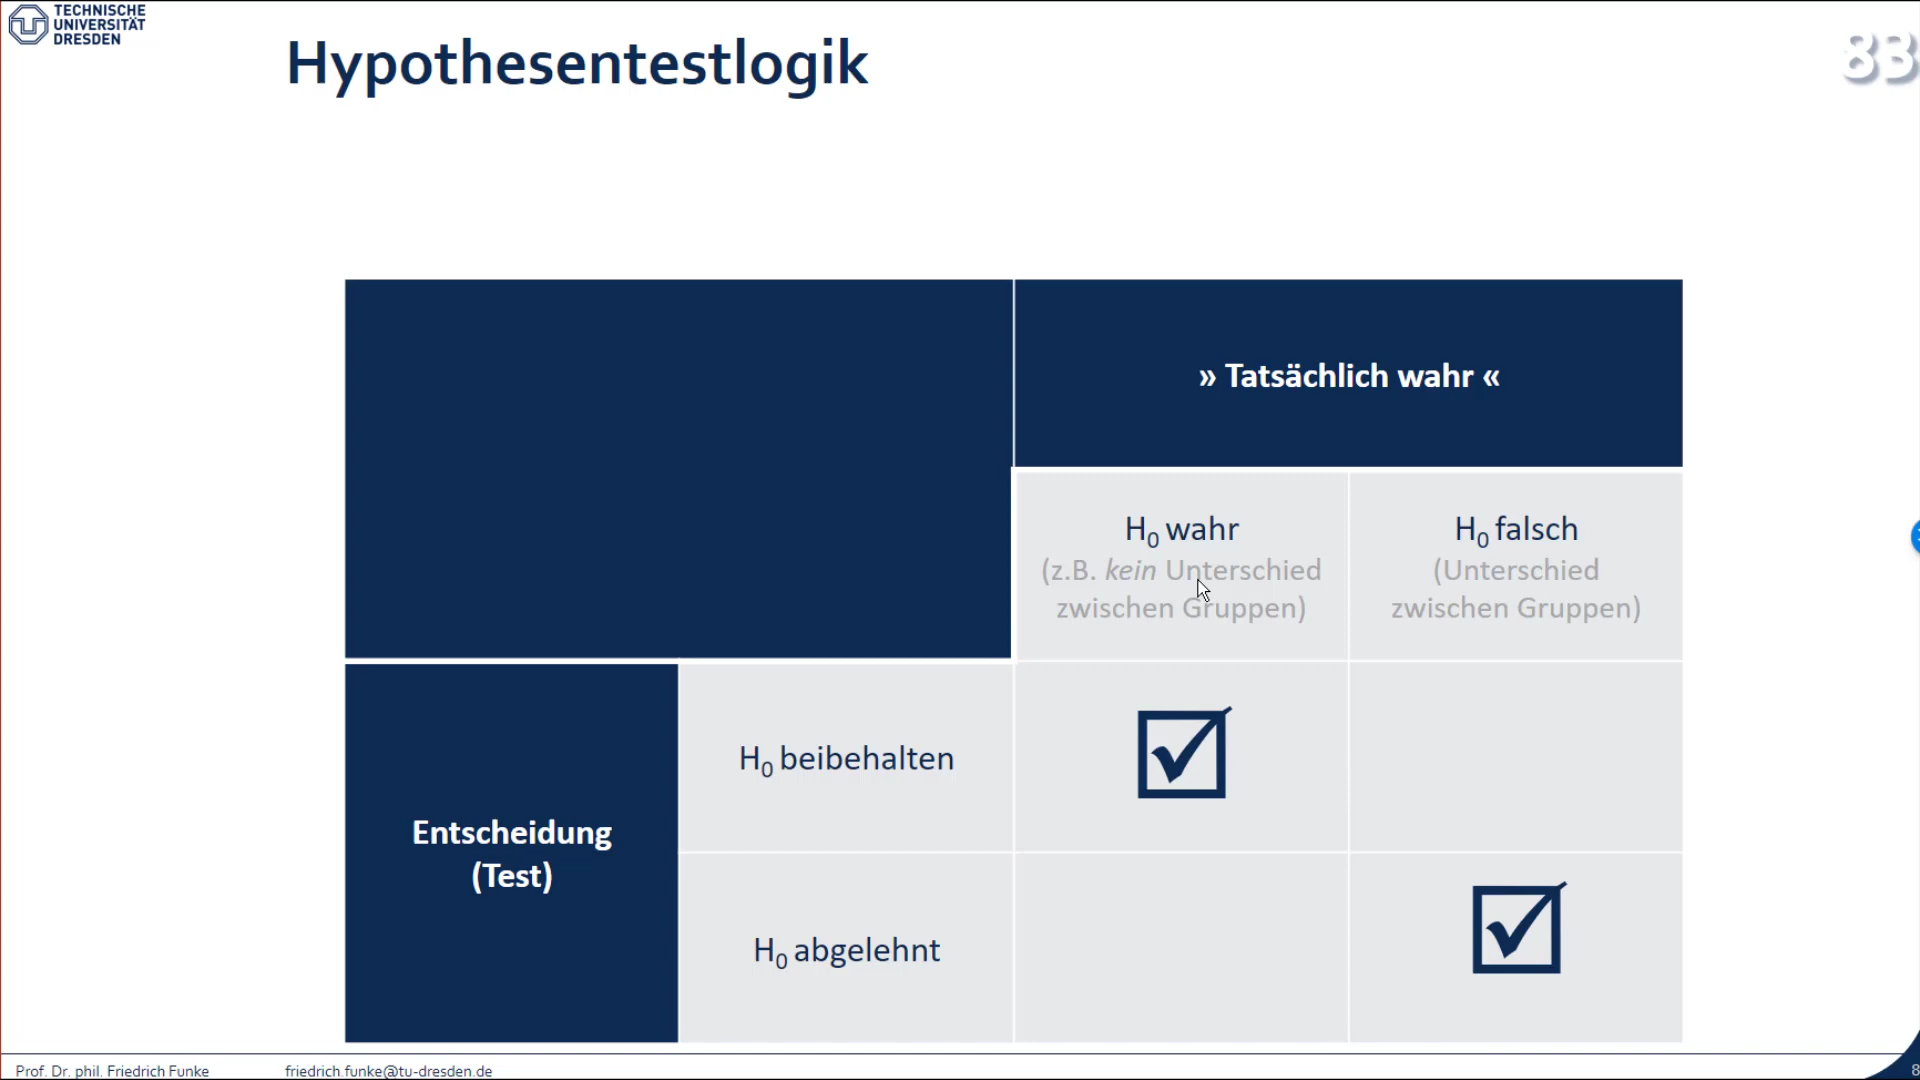 TECHNISCHE
UNIVERSITÄT
DRESDEN
Hypothesentestlogik
83
» Tatsächlich wahr «
H0 wahr
(z.B. kein Unterschied
zwischen Gruppen)
H0 falsch
(Unterschied
zwischen Gruppen)
Entscheidung
(Test)
H0 beibehalten
H0 abgelehnt
Prof. Dr. phil. Friedrich Funke
friedrich.funke@tu-dresden.de